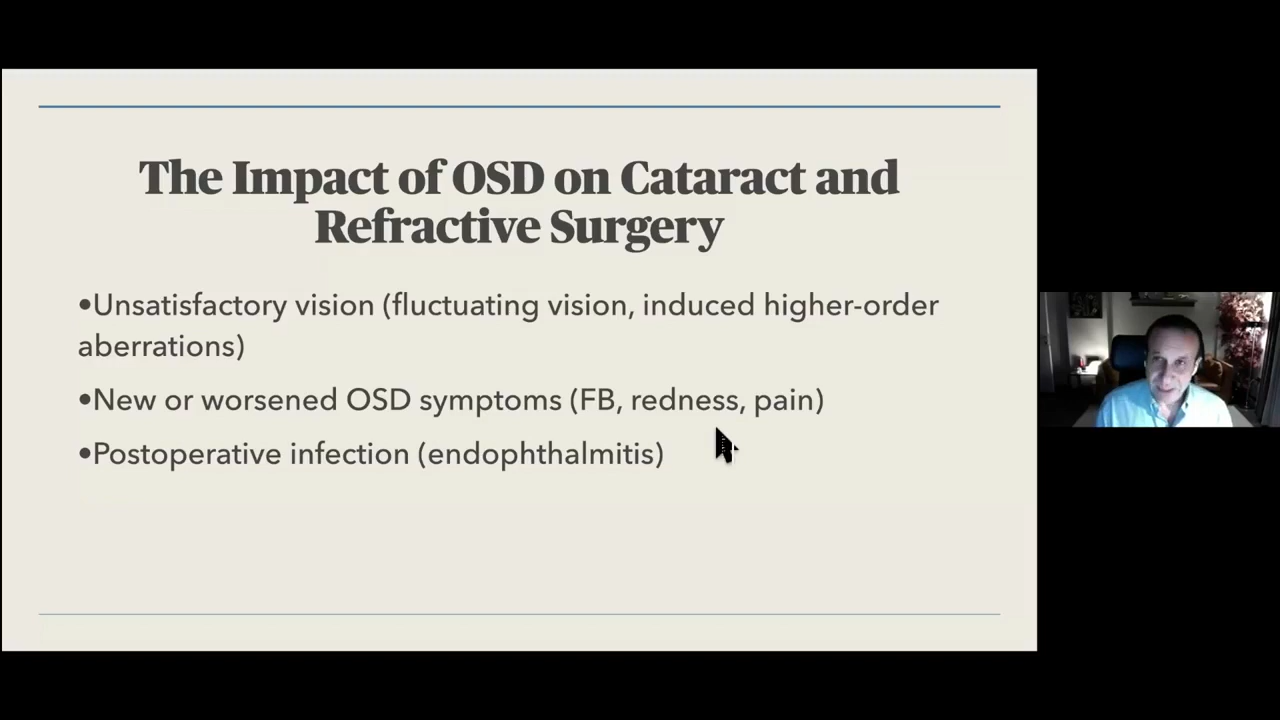 The Impact of OSD on Cataract and
Refractive Surgery
•Unsatisfactory vision (fluctuating vision, induced higher-order
aberrations)
•New or worsened OSD symptoms (FB, redness, pain)
•Postoperative infection (endophthalmitis)